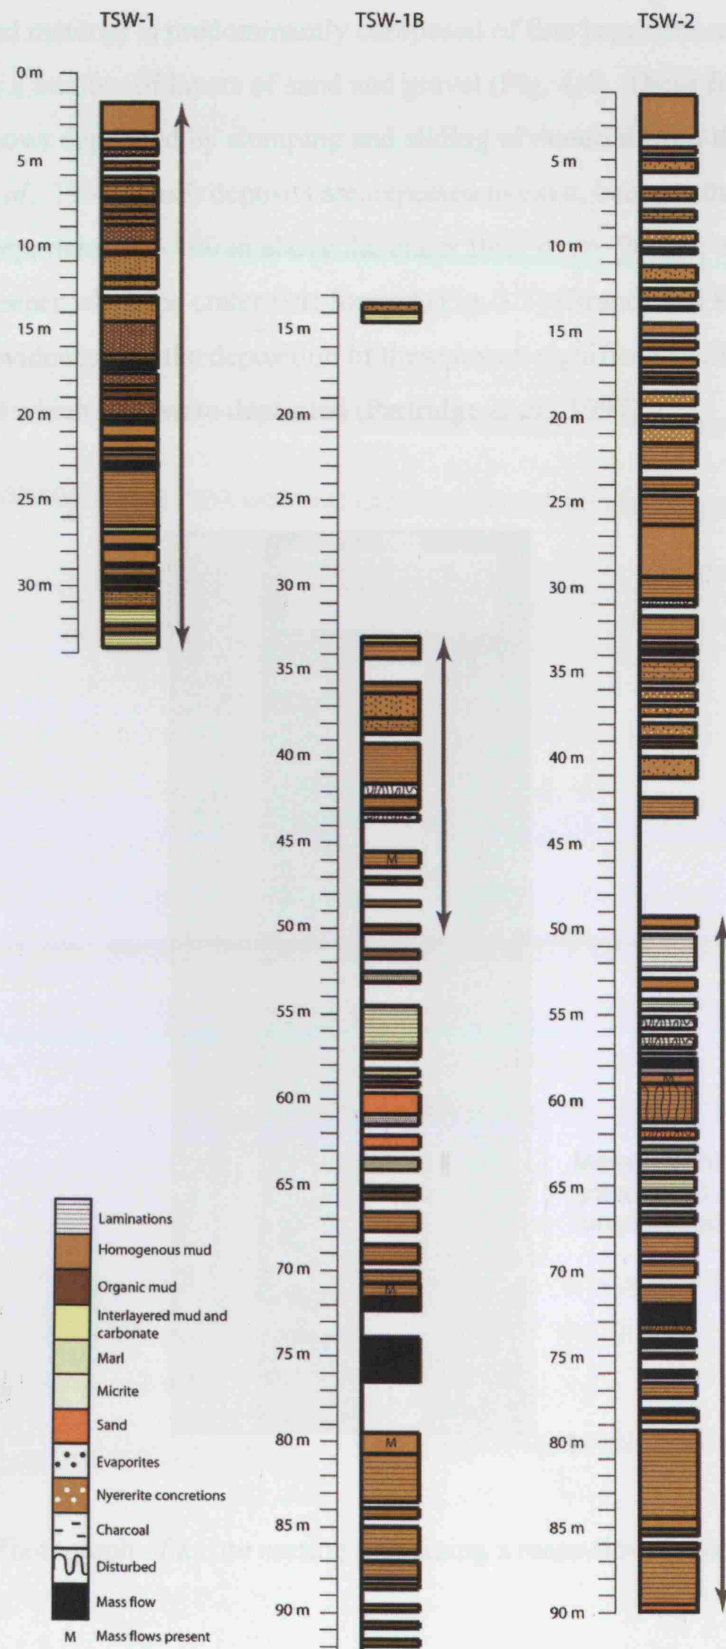 TSW-1
0 m
5 m
10 m
15 m
20 m
25 m
30 m
TSW-1B
15 m
20 m
25 m
30 m
35 m
40 m
45 m
50 m
55 m
60 m
65 m
70 m
75 m
80 m
85 m
90 m
M
M
M
TSW-2
5 m
10 m
15 m
20 m
25 m
30 m
35 m
40 m
45 m
50 m
55 m
60 m
65 m
70 m
75 m
80 m
85 m
90 m
M
Laminations
Homogenous mud
Organic mud
Interlayered mud and
carbonate
Marl
Micrite
Sand
Evaporites
Nyererite concretions
Charcoal
Disturbed
Mass flow
M Mass flows present